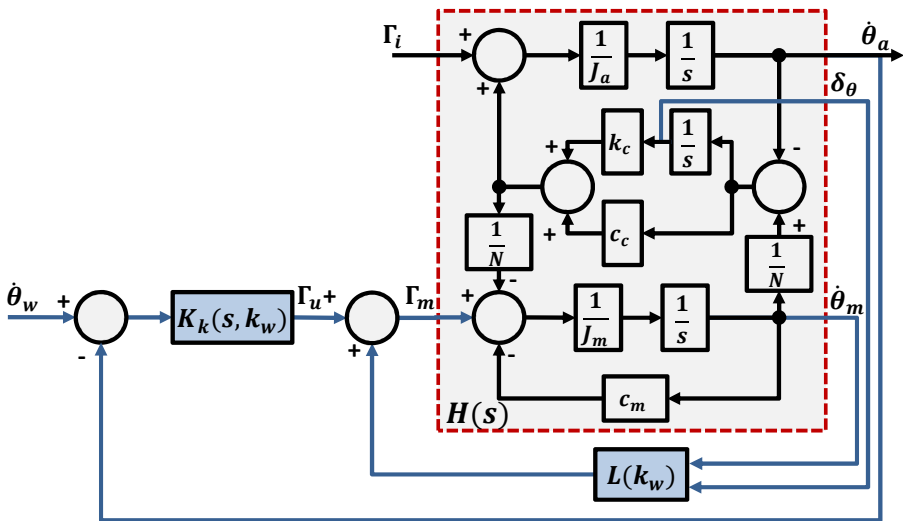 Γ_i
+
+
1/J_a
1/s
θ̇_a
δ_θ
+
+
k_c
1/s
-
c_c
+
1/N
1/N
-
θ̇_w
+
-
K_k(s, k_w)
Γ_u
+
+
Γ_m
+
-
1/J_m
1/s
θ̇_m
c_m
H(s)
L(k_w)